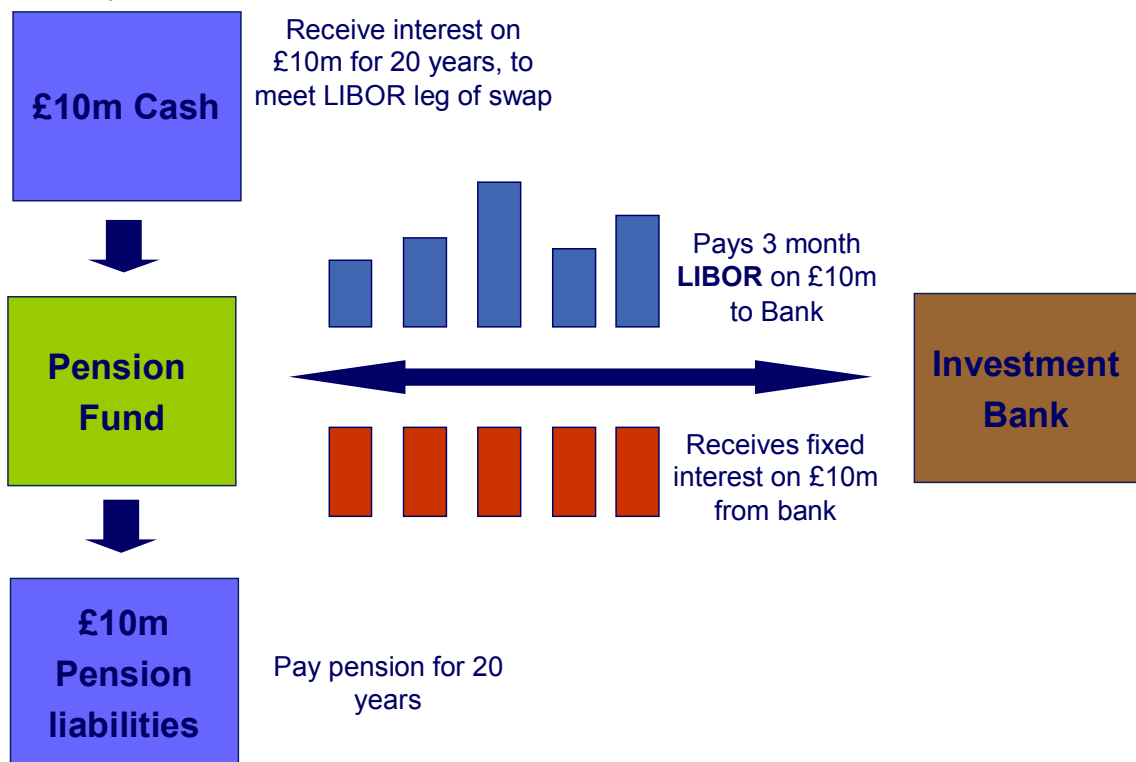 Receive interest on
£10m for 20 years, to
meet LIBOR leg of swap
£10m Cash
Pays 3 month
LIBOR on £10m
to Bank
Pension
Fund
Investment
Bank
Receives fixed
interest on £10m
from bank
£10m
Pension
liabilities
Pay pension for 20
years